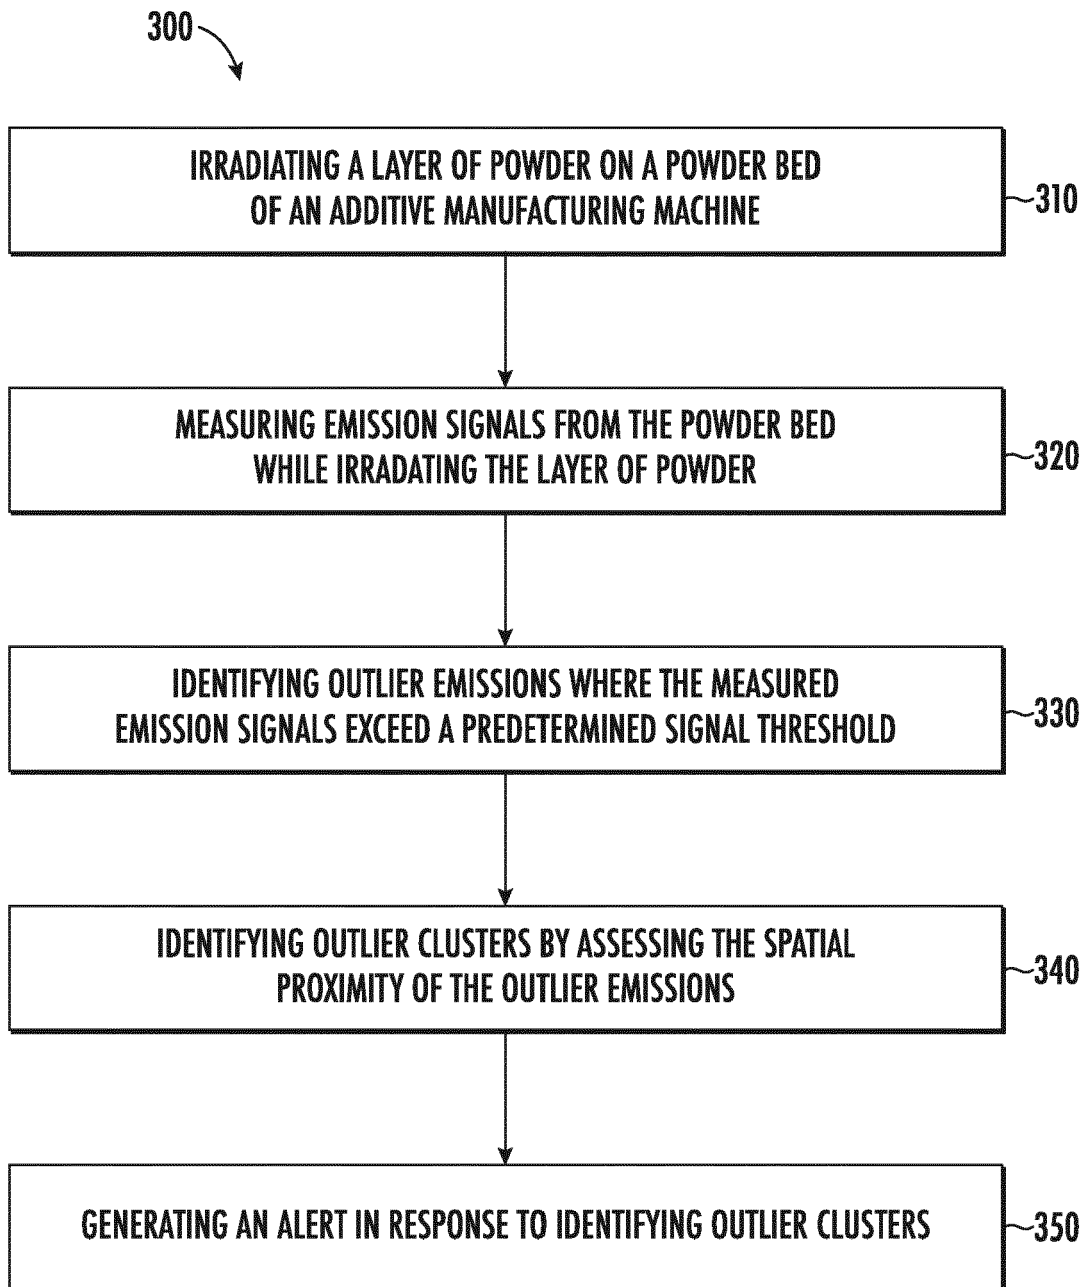 300
IRRADIATING A LAYER OF POWDER ON A POWDER BED
OF AN ADDITIVE MANUFACTURING MACHINE
310
MEASURING EMISSION SIGNALS FROM THE POWDER BED
WHILE IRRADATING THE LAYER OF POWDER
320
IDENTIFYING OUTLIER EMISSIONS WHERE THE MEASURED
EMISSION SIGNALS EXCEED A PREDETERMINED SIGNAL THRESHOLD
330
IDENTIFYING OUTLIER CLUSTERS BY ASSESSING THE SPATIAL
PROXIMITY OF THE OUTLIER EMISSIONS
340
GENERATING AN ALERT IN RESPONSE TO IDENTIFYING OUTLIER CLUSTERS
350